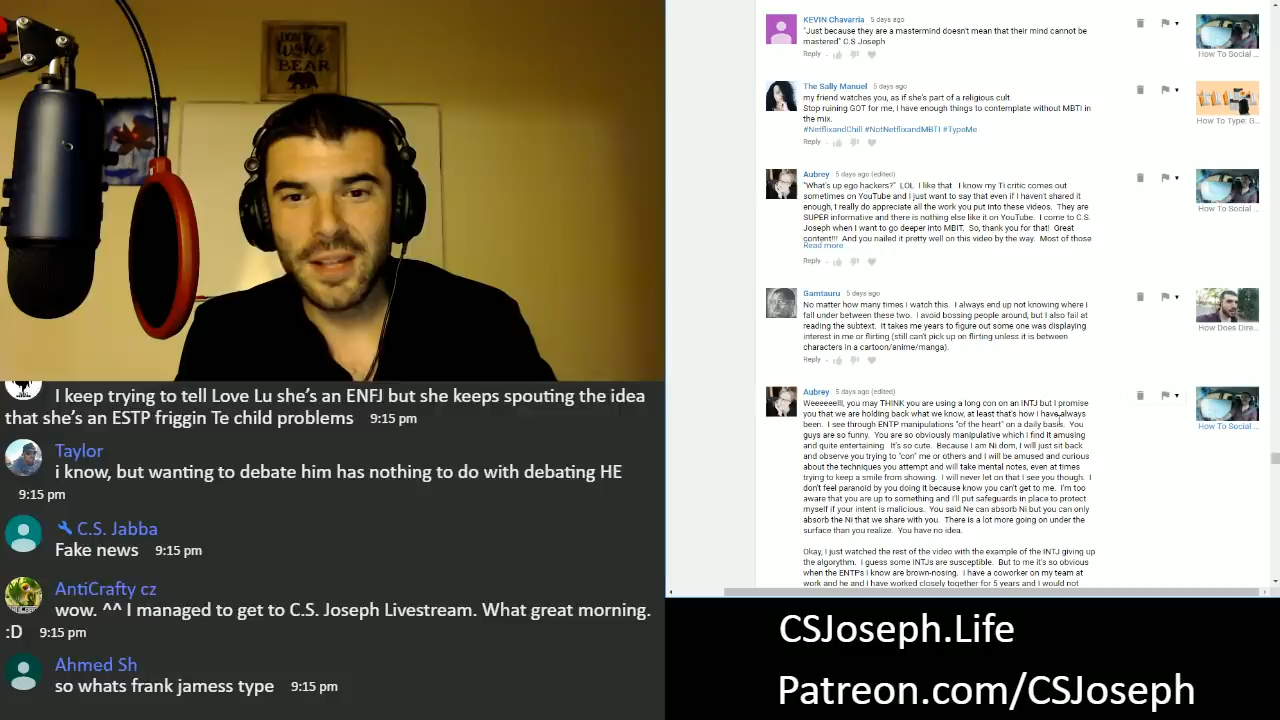 DON'T
Wake
THE
BEAR
I keep trying to tell Love Lu she's an ENFJ but she keeps spouting the idea
that she's an ESTP friggin Te child problems 9:15 pm
Taylor
i know, but wanting to debate him has nothing to do with debating HE
9:15 pm
C.S. Jabba
Fake news 9:15 pm
AntiCrafty cz
wow. ^^ I managed to get to C.S. Joseph Livestream. What great morning.
:D 9:15 pm
Ahmed Sh
so whats frank jamess type 9:15 pm
KEVIN Chavarria 5 days ago
"Just because they are a mastermind doesn't mean that their mind cannot be
mastered" C.S Joseph
Reply
How To Social ...
The Sally Manuel 5 days ago
my friend watches you, as if she's part of a religious cult.
Stop ruining GOT for me, I have enough things to contemplate without MBTI in
the mix.
#NetflixandChill #NotNetflixandMBTI #TypeMe
Reply
How To Type: G...
Aubrey 5 days ago (edited)
"What's up ego hackers?" LOL I like that I know my Ti critic comes out
sometimes on YouTube and I just want to say that even if I haven't shared it
enough, I really do appreciate all the work you put into these videos. They are
SUPER informative and there is nothing else like it on YouTube. I come to C.S.
Joseph when I want to go deeper into MBIT. So, thank you for that! Great
content!!! And you nailed it pretty well on this video by the way. Most of those
Read more
Reply
How To Social ...
Gamtauru 5 days ago
No matter how many times I watch this. I always end up not knowing where i
fall under between these two. I avoid bossing people around, but I also fail at
reading the subtext. It takes me years to figure out some one was displaying
interest in me or flirting (still can't pick up on flirting unless it is between
characters in a cartoon/anime/manga).
Reply
How Does Dire...
Aubrey 5 days ago (edited)
Weeeeeelll, you may THINK you are using a long con on an INTJ but I promise
you that we are holding back what we know, at least that's how I have always
been. I see through ENTP manipulations "of the heart" on a daily basis. You
guys are so funny. You are so obviously manipulative which I find it amusing
and quite entertaining It's so cute. Because I am Ni dom, I will just sit back
and observe you trying to "con" me or others and I will be amused and curious
about the techniques you attempt and will take mental notes, even at times
trying to keep a smile from showing. I will never let on that I see you though. I
don't feel paranoid by you doing it because know you can't get to me. I'm too
aware that you are up to something and I'll put safeguards in place to protect
myself if your intent is malicious. You said Ne can absorb Ni but you can only
absorb the Ni that we share with you. There is a lot more going on under the
surface than you realize. You have no idea.
Okay, I just watched the rest of the video with the example of the INTJ giving up
the algorythm. I guess some INTJs are susceptible. But to me it's so obvious
when the ENTPs I know are brown-nosing. I have a coworker on my team at
work and he and I have worked closely together for 5 years and I would not
How To Social ...
CSJoseph.Life
Patreon.com/CSJoseph